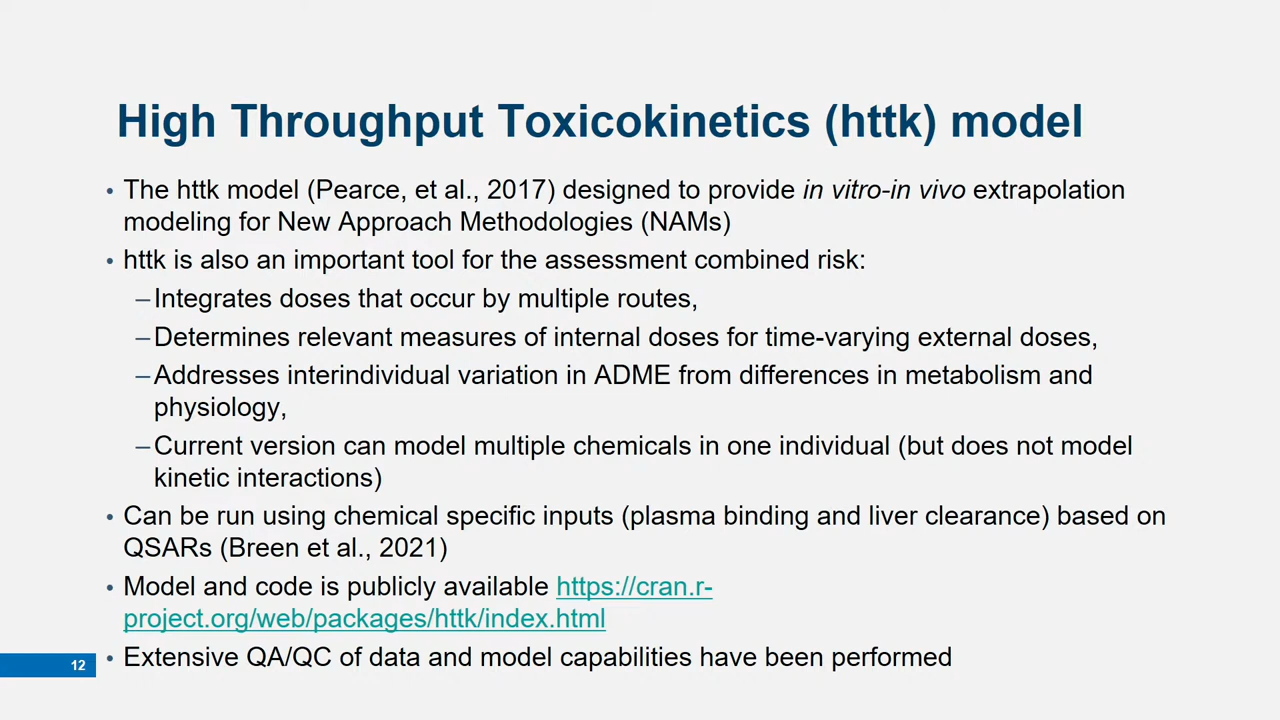 High Throughput Toxicokinetics (httk) model
• The httk model (Pearce, et al., 2017) designed to provide in vitro-in vivo extrapolation
modeling for New Approach Methodologies (NAMs)
• httk is also an important tool for the assessment combined risk:
–Integrates doses that occur by multiple routes,
–Determines relevant measures of internal doses for time-varying external doses,
–Addresses interindividual variation in ADME from differences in metabolism and
physiology,
–Current version can model multiple chemicals in one individual (but does not model
kinetic interactions)
• Can be run using chemical specific inputs (plasma binding and liver clearance) based on
QSARs (Breen et al., 2021)
• Model and code is publicly available https://cran.r-
project.org/web/packages/httk/index.html
• Extensive QA/QC of data and model capabilities have been performed
12